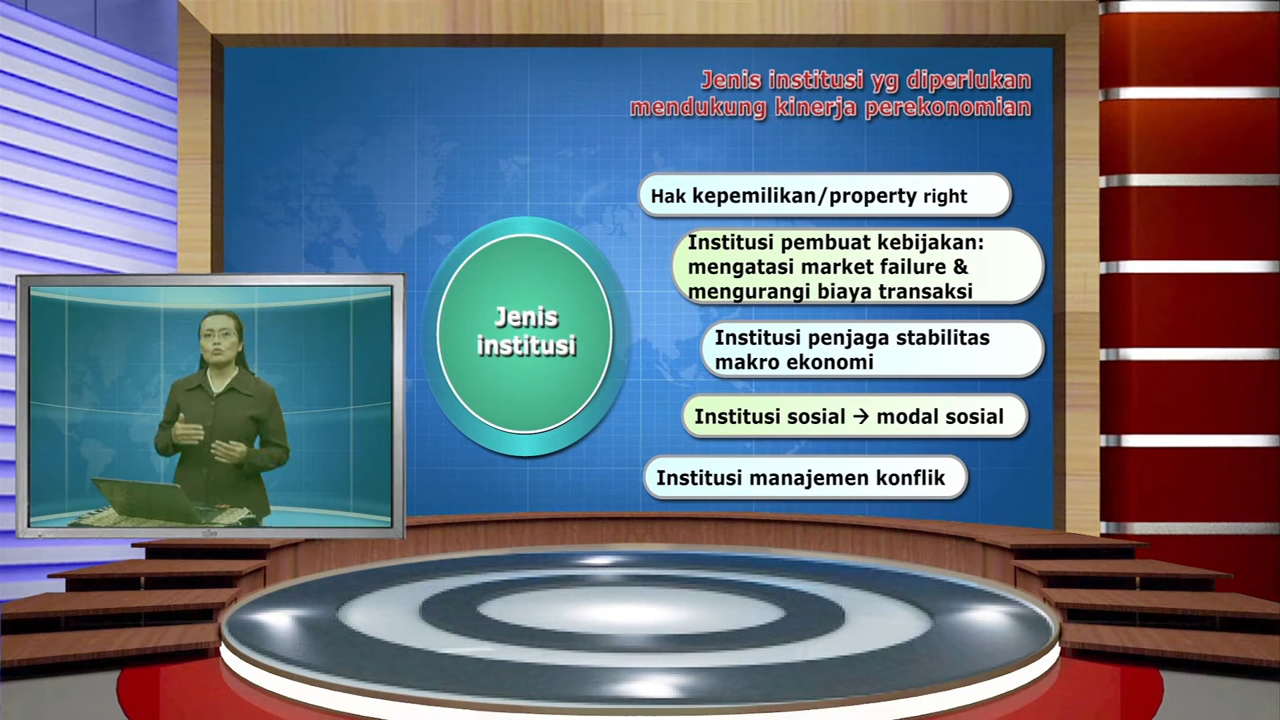 Jenis institusi yg diperlukan
mendukung kinerja perekonomian
Hak kepemilikan/property right
Institusi pembuat kebijakan:
mengatasi market failure &
mengurangi biaya transaksi
Jenis
institusi
Institusi penjaga stabilitas
makro ekonomi
Institusi sosial → modal sosial
Institusi manajemen konflik